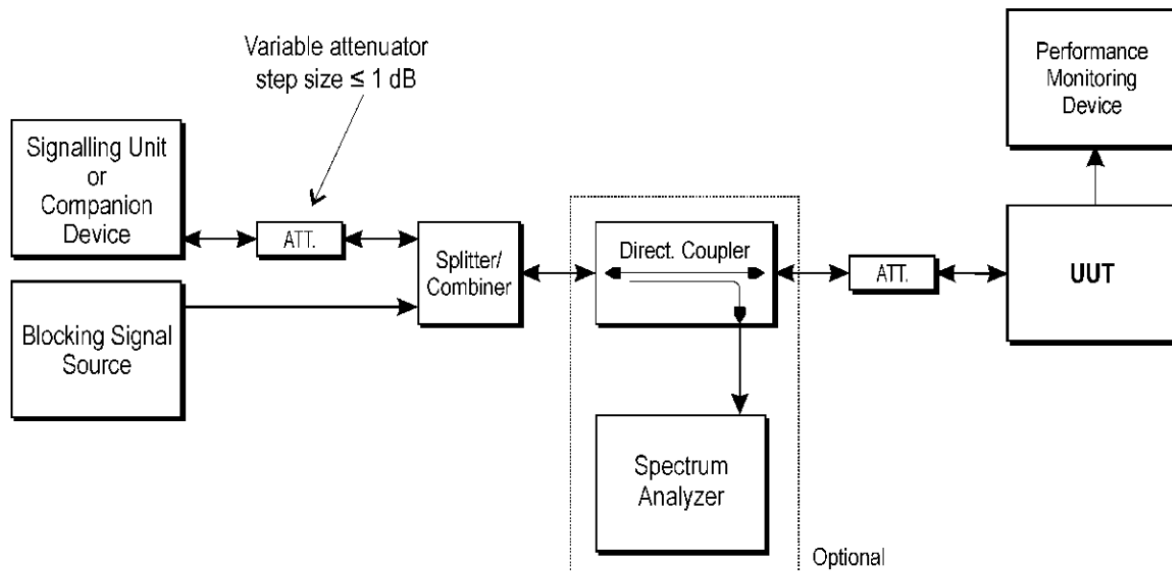 Variable attenuator
step size ≤ 1 dB
Performance
Monitoring
Device
Signalling Unit
or
Companion
Device
ATT.
Splitter/
Combiner
Direct. Coupler
ATT.
UUT
Blocking Signal
Source
Spectrum
Analyzer
Optional